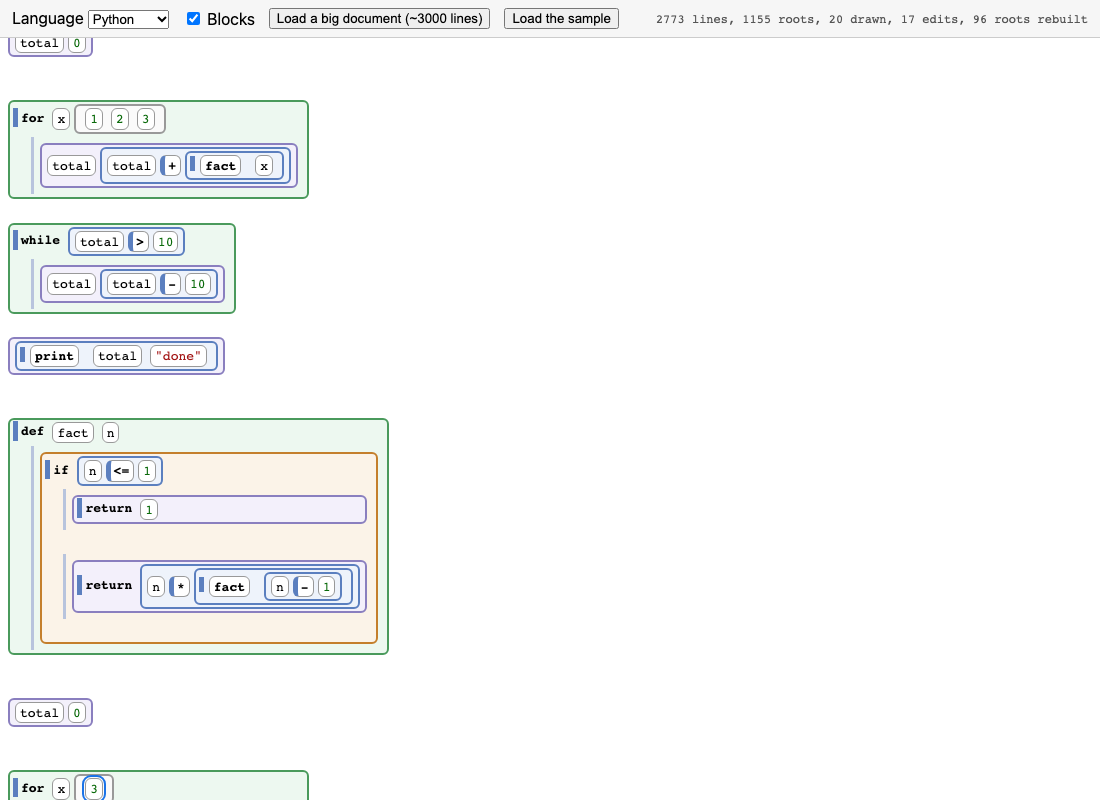 Language Python Blocks Load a big document (~3000 lines) Load the sample 2773 lines, 1155 roots, 20 drawn, 17 edits, 96 roots rebuilt
total 0
for x 1 2 3
total total + fact x
while total > 10
total total - 10
print total "done"
def fact n
if n <= 1
return 1
return n * fact n - 1
total 0
for x 3